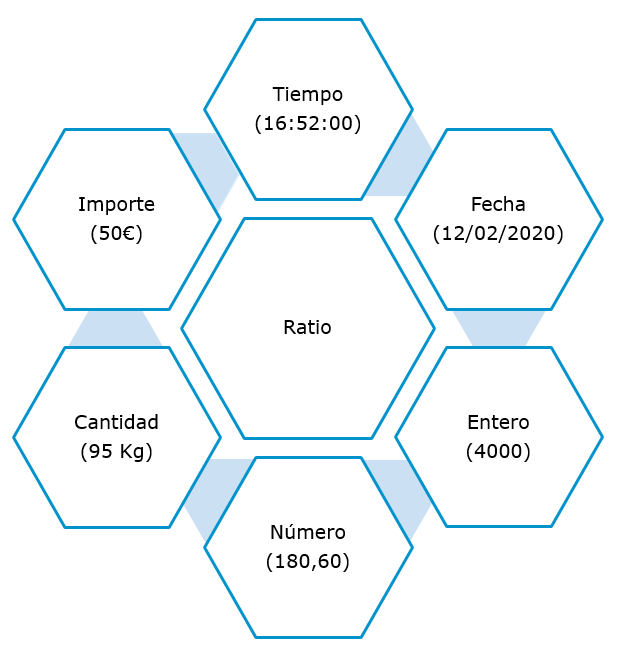 Tiempo
(16:52:00)
Importe
(50€)
Fecha
(12/02/2020)
Ratio
Cantidad
(95 Kg)
Entero
(4000)
Número
(180,60)